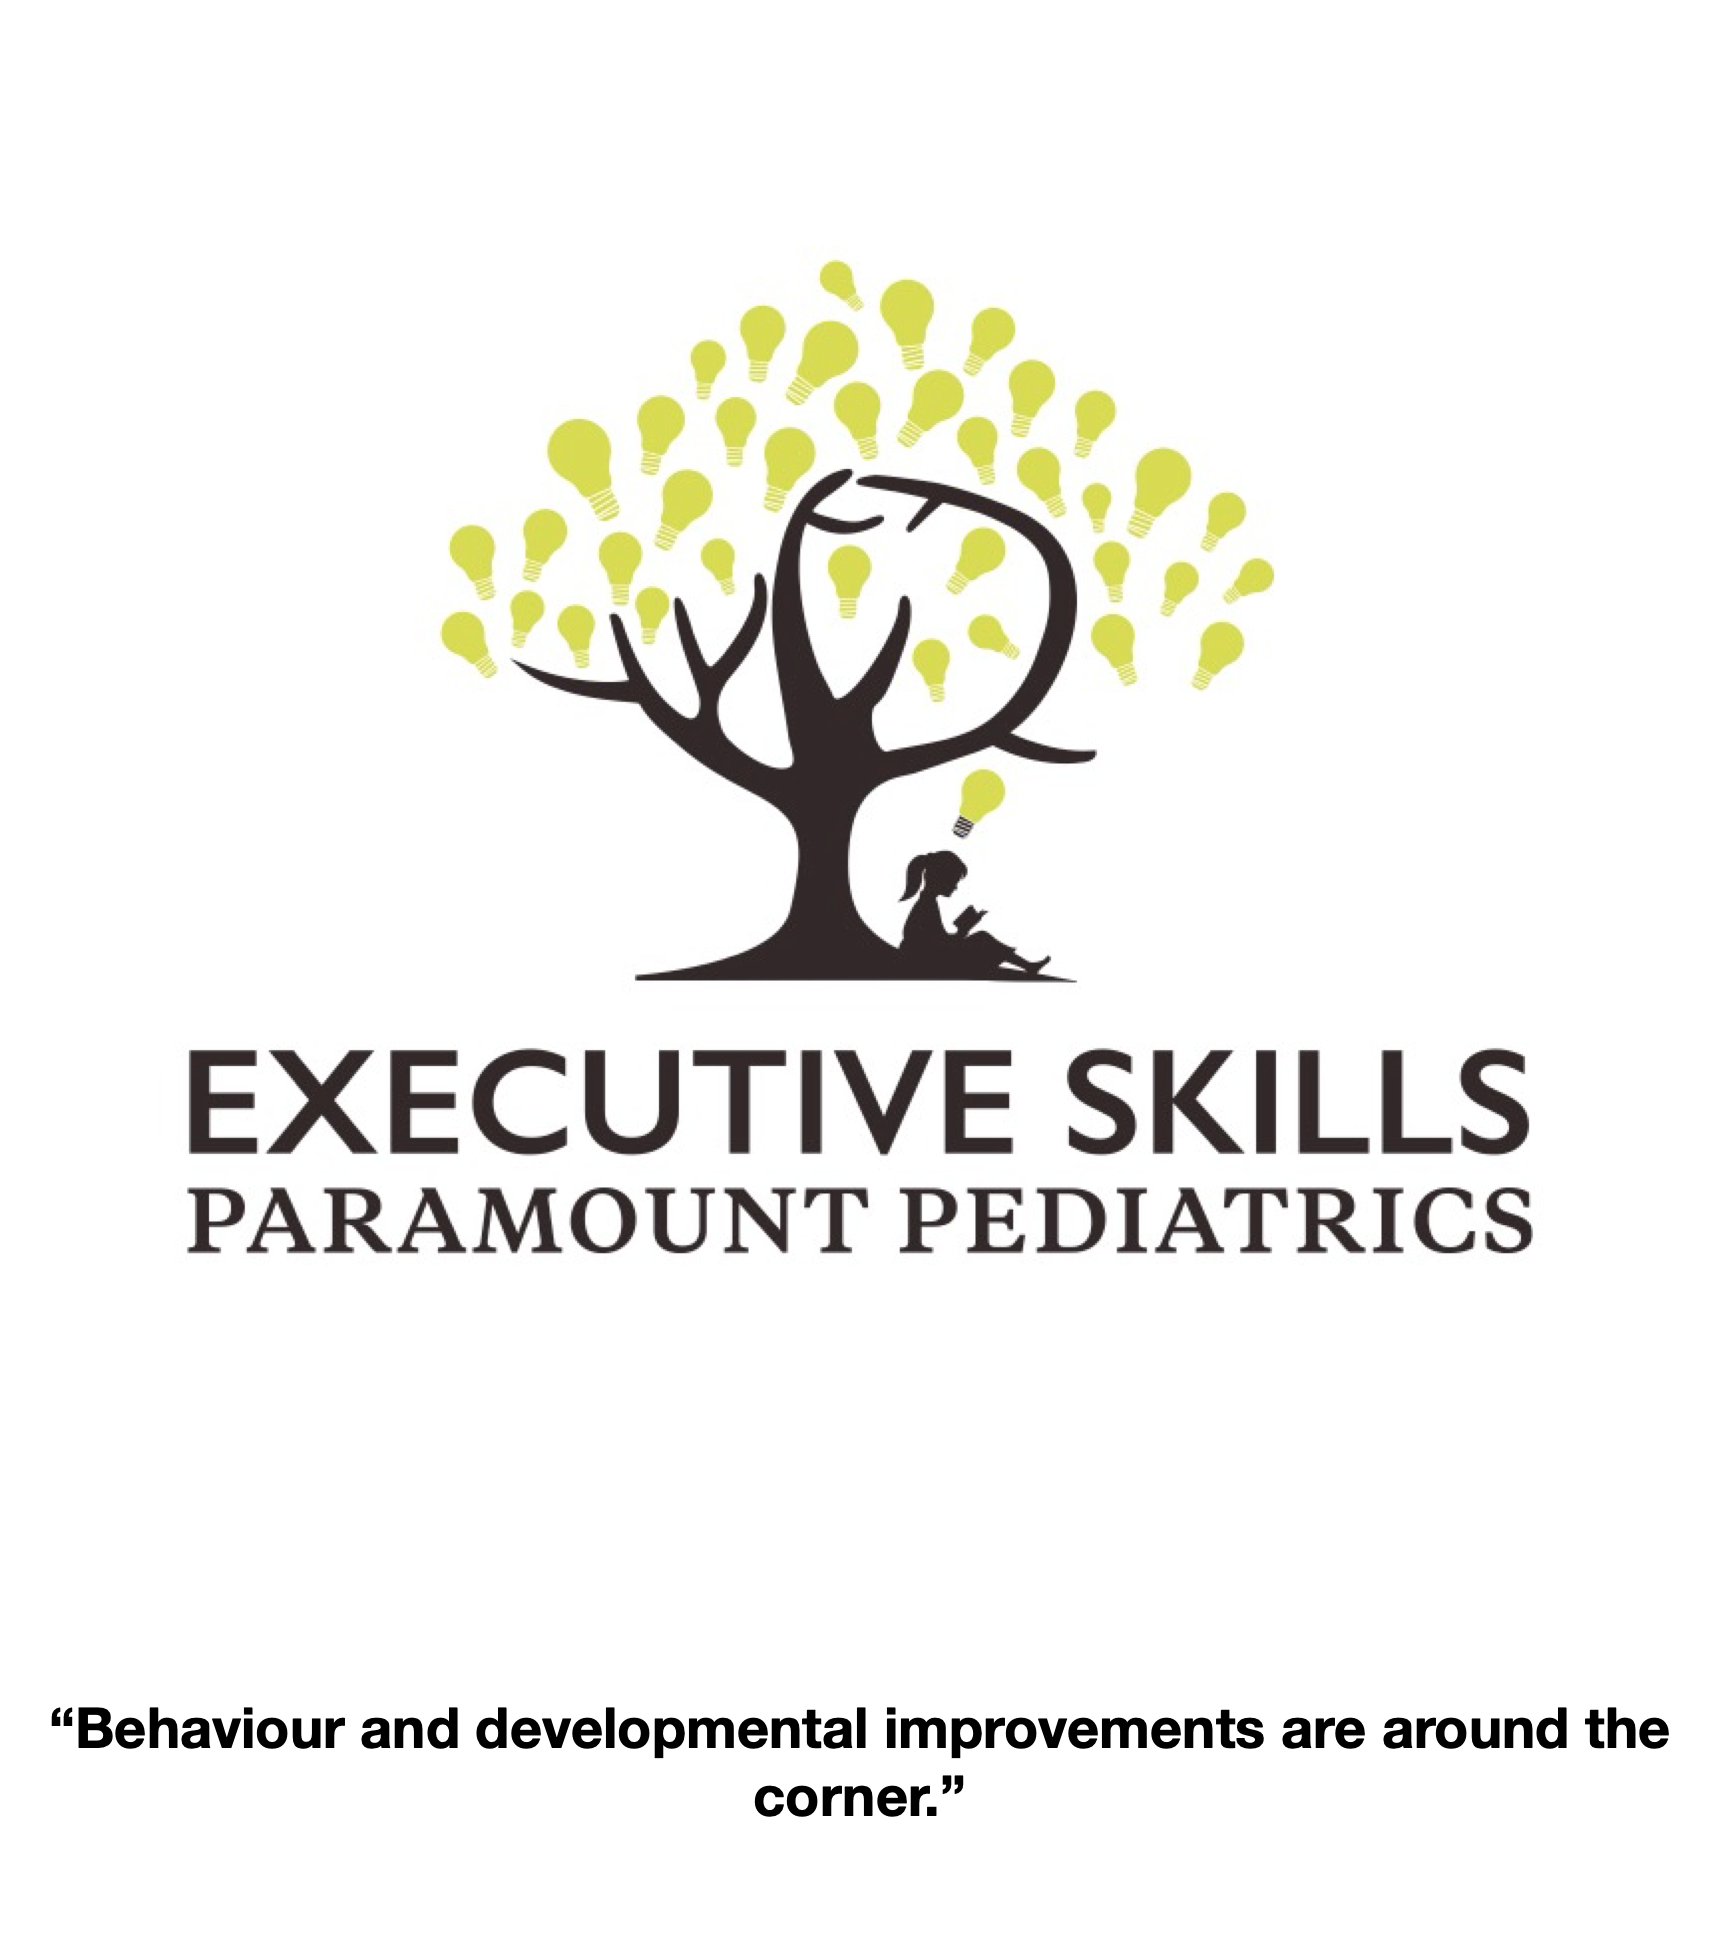 EXECUTIVE SKILLS
PARAMOUNT PEDIATRICS
“Behaviour and developmental improvements are around the
corner.”